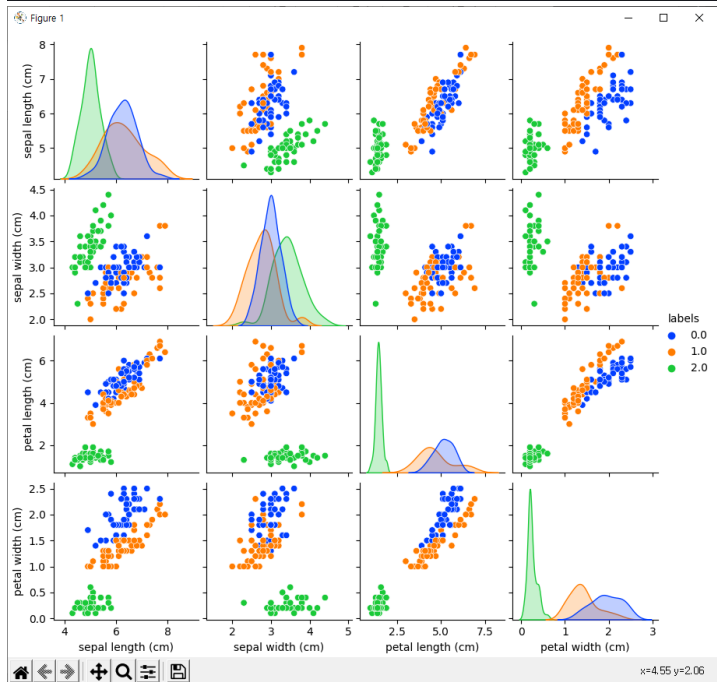 Figure 1
8
7
6
5
sepal length (cm)
4.5
4.0
3.5
3.0
2.5
2.0
sepal width (cm)
labels
0.0
1.0
2.0
6
4
2
petal length (cm)
2.5
2.0
1.5
1.0
0.5
0.0
petal width (cm)
4 6 8
2 3 4 5
2.5 5.0 7.5
0 1 2 3
sepal length (cm) sepal width (cm) petal length (cm) petal width (cm)
x=4.55 y=2.06